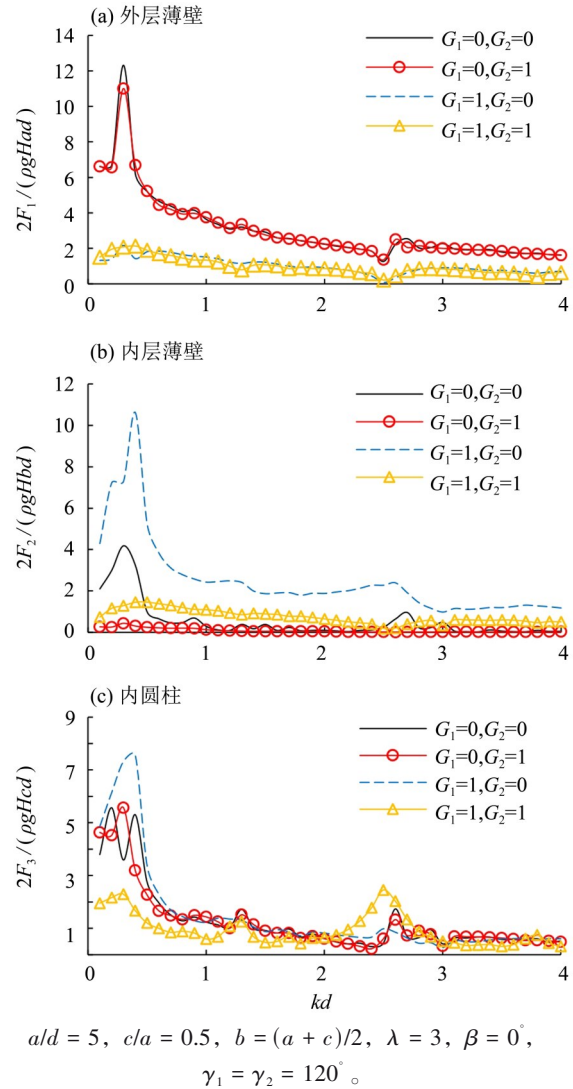 (a) 外层薄壁
14
12
10
8
6
4
2
0
2F₁/(ρgHad)
G₁=0,G₂=0
G₁=0,G₂=1
G₁=1,G₂=0
G₁=1,G₂=1
0 1 2 3 4
(b) 内层薄壁
12
10
8
6
4
2
0
2F₂/(ρgHbd)
G₁=0,G₂=0
G₁=0,G₂=1
G₁=1,G₂=0
G₁=1,G₂=1
0 1 2 3 4
(c) 内圆柱
9
7
5
3
1
2F₃/(ρgHcd)
G₁=0,G₂=0
G₁=0,G₂=1
G₁=1,G₂=0
G₁=1,G₂=1
0 1 2 3 4
kd
a/d = 5, c/a = 0.5, b = (a + c)/2, λ = 3, β = 0°,
γ₁ = γ₂ = 120°。